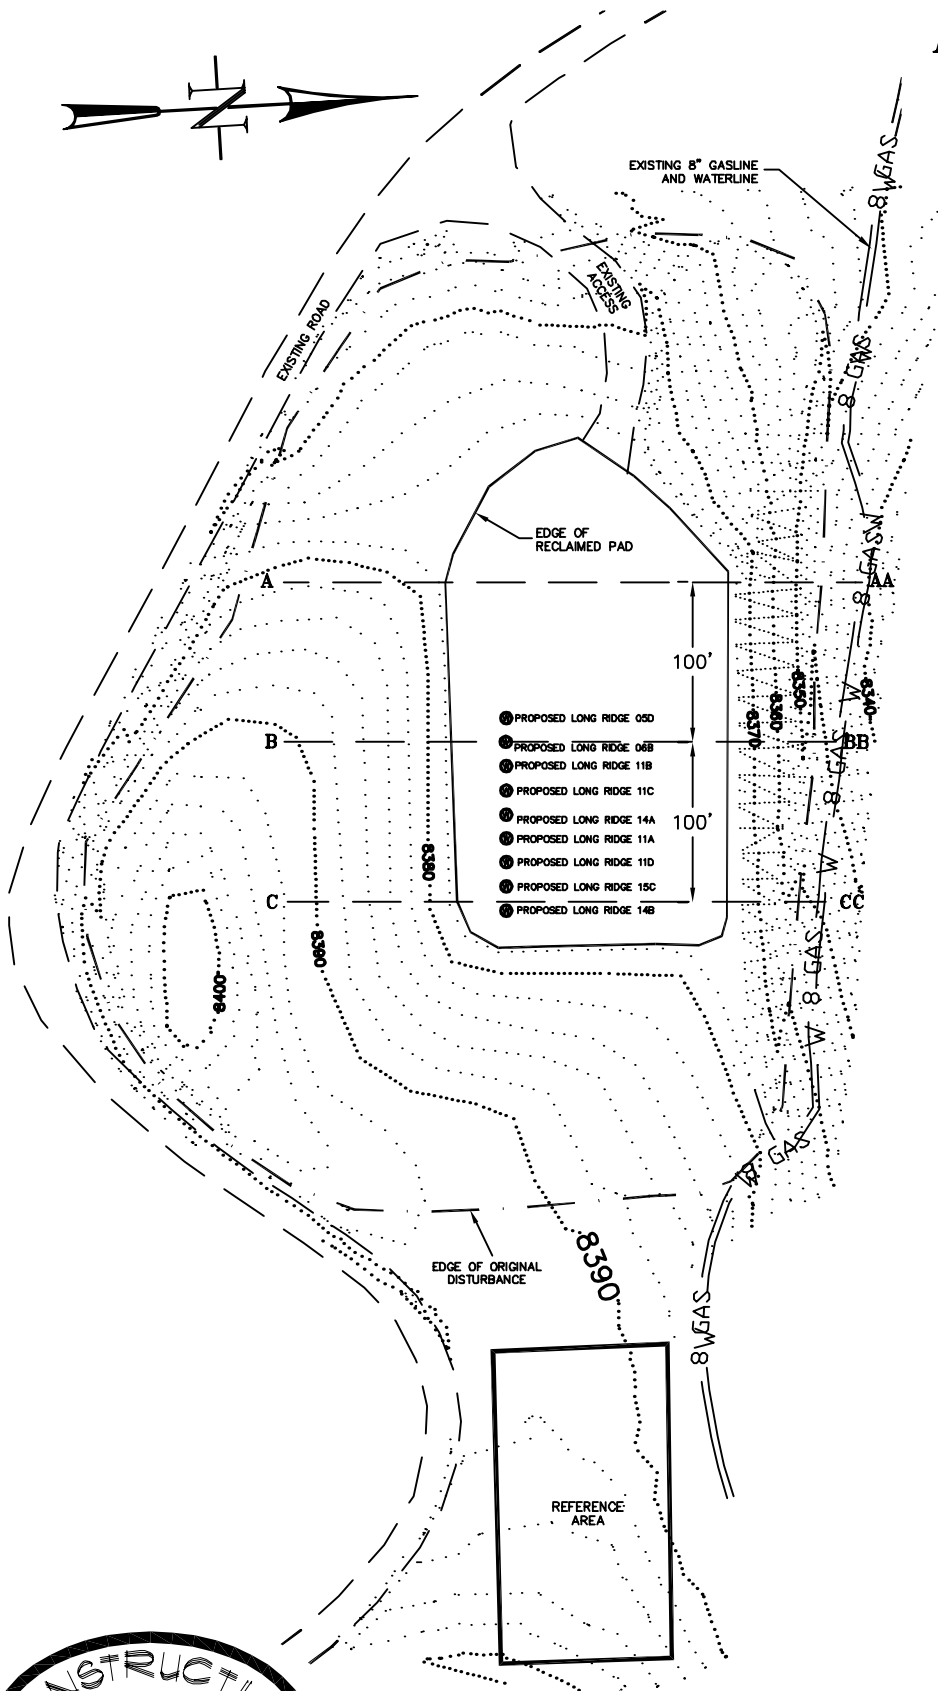 N
EXISTING 8" GASLINE
AND WATERLINE
8 GAS
W
EXISTING
ACCESS
EXISTING ROAD
8 GAS
W
EDGE OF
RECLAIMED PAD
8 GAS
W
A
AA
100'
8340
8350
8360
8370
W
PROPOSED LONG RIDGE 05D
B
PROPOSED LONG RIDGE 06B
BB
PROPOSED LONG RIDGE 11B
8 GAS
PROPOSED LONG RIDGE 11C
PROPOSED LONG RIDGE 14A
100'
PROPOSED LONG RIDGE 11A
PROPOSED LONG RIDGE 11D
8380
W
PROPOSED LONG RIDGE 15C
C
CC
PROPOSED LONG RIDGE 14B
8390
8400
8 GAS
W
W
8 GAS
W
8390
EDGE OF ORIGINAL
DISTURBANCE
8 GAS
W
REFERENCE
AREA
NSTRUCTI